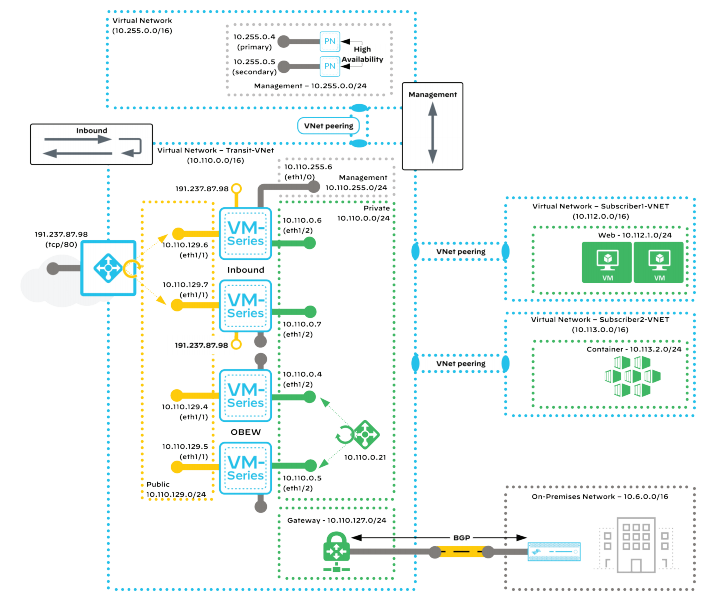 Virtual Network
(10.255.0.0/16)
10.255.0.4
(primary)
PN
High
Availability
10.255.0.5
(secondary)
PN
Management – 10.255.0.0/24
Management
VNet peering
Inbound
Virtual Network – Transit-VNet
(10.110.0.0/16)
10.110.255.6
(eth1/0)
Management
10.110.255.0/24
191.237.87.98
Private
10.110.0.0/24
VM-
Series
10.110.0.6
(eth1/2)
10.110.129.6
(eth1/1)
191.237.87.98
(tcp/80)
Inbound
10.110.129.7
(eth1/1)
VM-
Series
10.110.0.7
(eth1/2)
191.237.87.98
10.110.0.4
(eth1/2)
VM-
Series
10.110.129.4
(eth1/1)
OBEW
10.110.129.5
(eth1/1)
VM-
Series
10.110.0.21
10.110.0.5
(eth1/2)
Public
10.110.129.0/24
VNet peering
Virtual Network – Subscriber1-VNET
(10.112.0.0/16)
Web - 10.112.1.0/24
VM
VM
VNet peering
Virtual Network – Subscriber2-VNET
(10.113.0.0/16)
Container - 10.113.2.0/24
Gateway - 10.110.127.0/24
BGP
On-Premises Network – 10.6.0.0/16